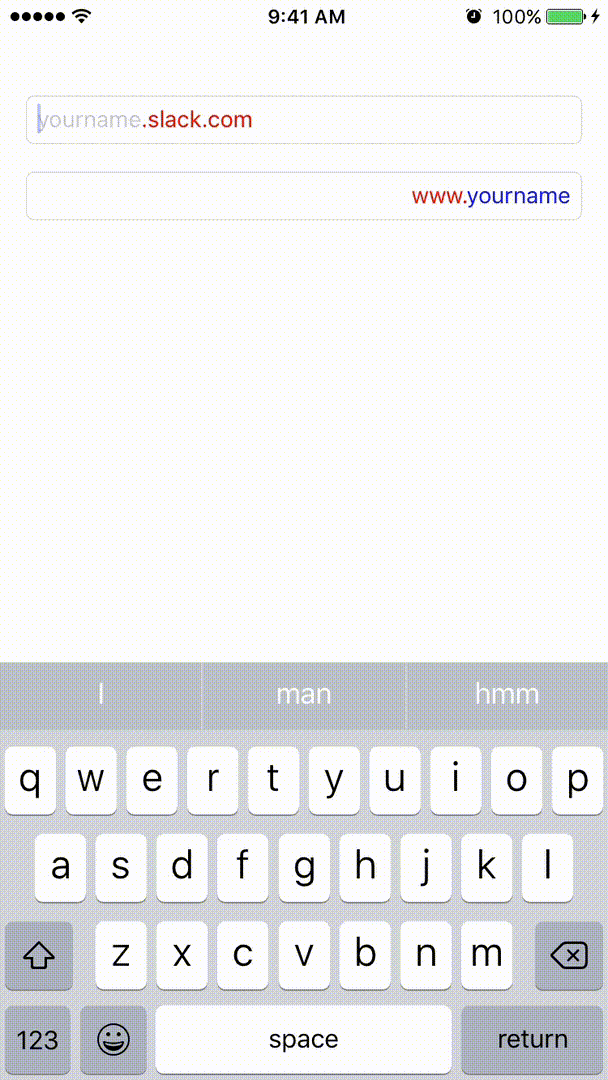 9:41 AM 100%
yourname.slack.com
www.yourname
I man hmm
q w e r t y u i o p
a s d f g h j k l
z x c v b n m
123 space return